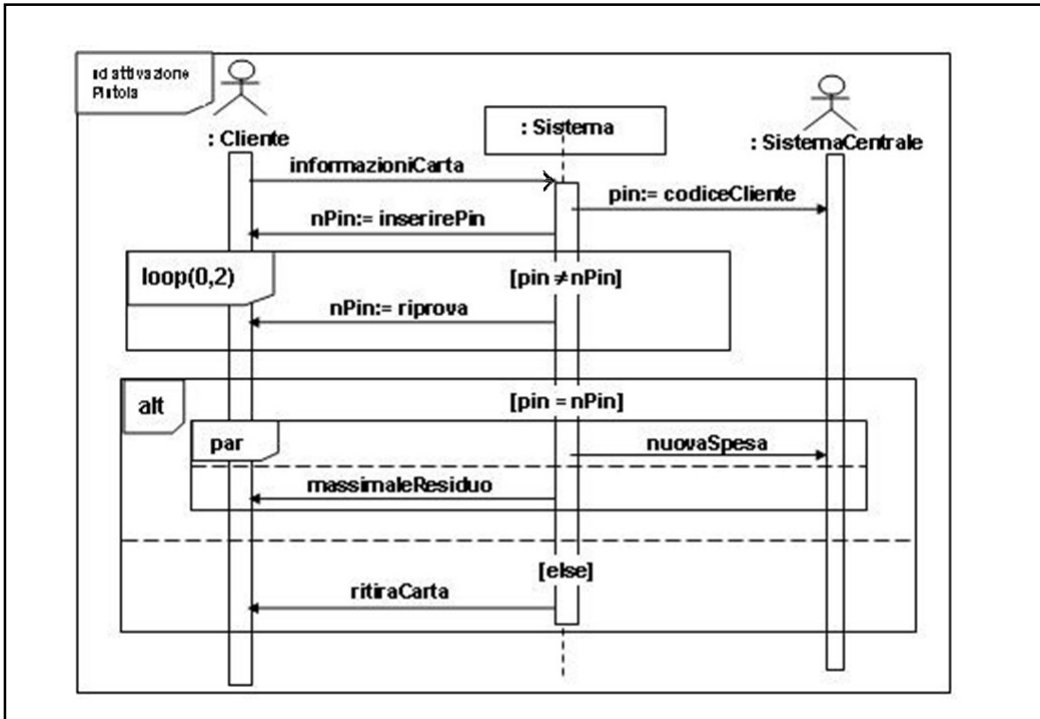 sd attivazione
Pistola
: Cliente
: Sistema
: SistemaCentrale
informazioniCarta
pin:= codiceCliente
nPin:= inserirePin
loop(0,2)
[pin ≠ nPin]
nPin:= riprova
alt
[pin = nPin]
par
nuovaSpesa
massimaleResiduo
[else]
ritiraCarta